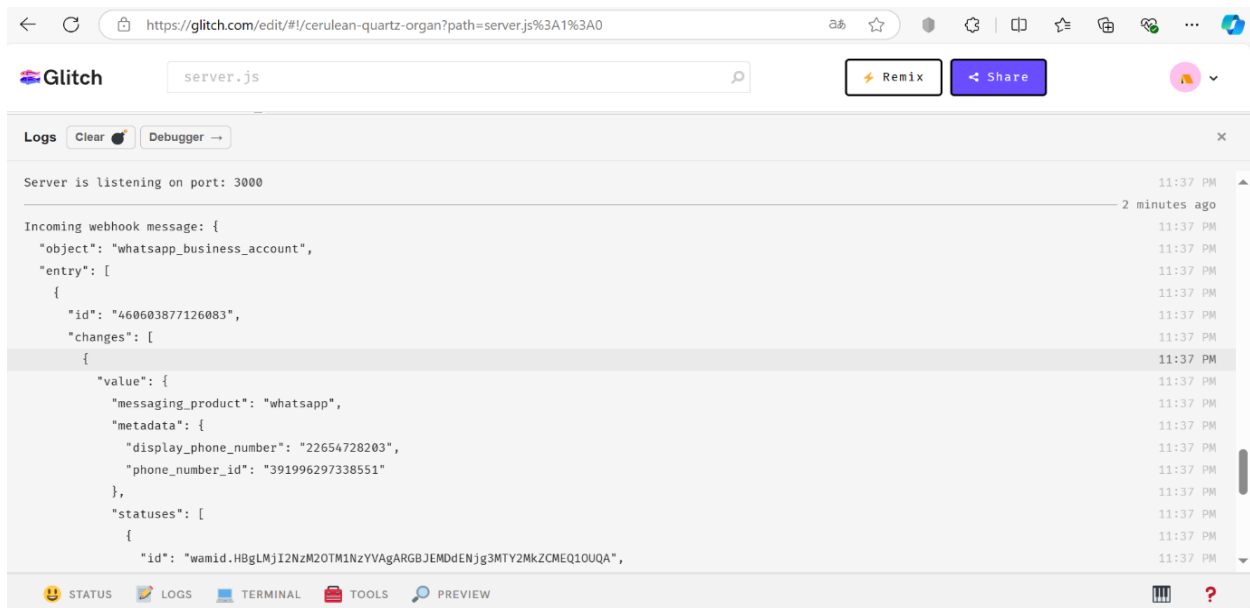 https://glitch.com/edit/#!/cerulean-quartz-organ?path=server.js%3A1%3A0
Glitch server.js Remix Share
Logs Clear Debugger →
Server is listening on port: 3000 11:37 PM
2 minutes ago
Incoming webhook message: { 11:37 PM
"object": "whatsapp_business_account", 11:37 PM
"entry": [ 11:37 PM
{ 11:37 PM
"id": "460603877126083", 11:37 PM
"changes": [ 11:37 PM
{ 11:37 PM
"value": { 11:37 PM
"messaging_product": "whatsapp", 11:37 PM
"metadata": { 11:37 PM
"display_phone_number": "22654728203", 11:37 PM
"phone_number_id": "391996297338551" 11:37 PM
}, 11:37 PM
"statuses": [ 11:37 PM
{ 11:37 PM
"id": "wamid.HBgLMjI2NzM2OTM1NzYVAgARGBJEMDdENjg3MTY2MkZCMEQ1OUQA", 11:37 PM
STATUS LOGS TERMINAL TOOLS PREVIEW ?